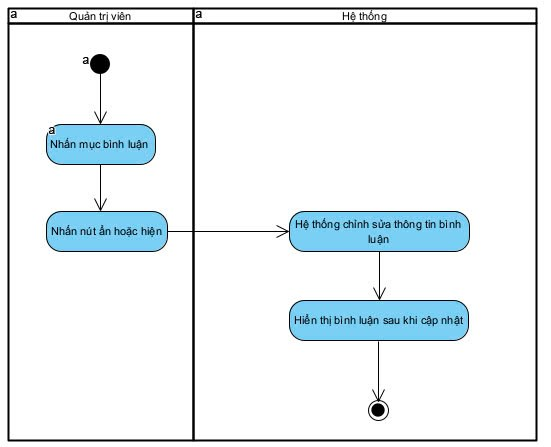 a
Quản trị viên
a
Hệ thống
a
a
Nhấn mục bình luận
Nhấn nút ẩn hoặc hiện
Hệ thống chỉnh sửa thông tin bình
luận
Hiển thị bình luận sau khi cập nhật